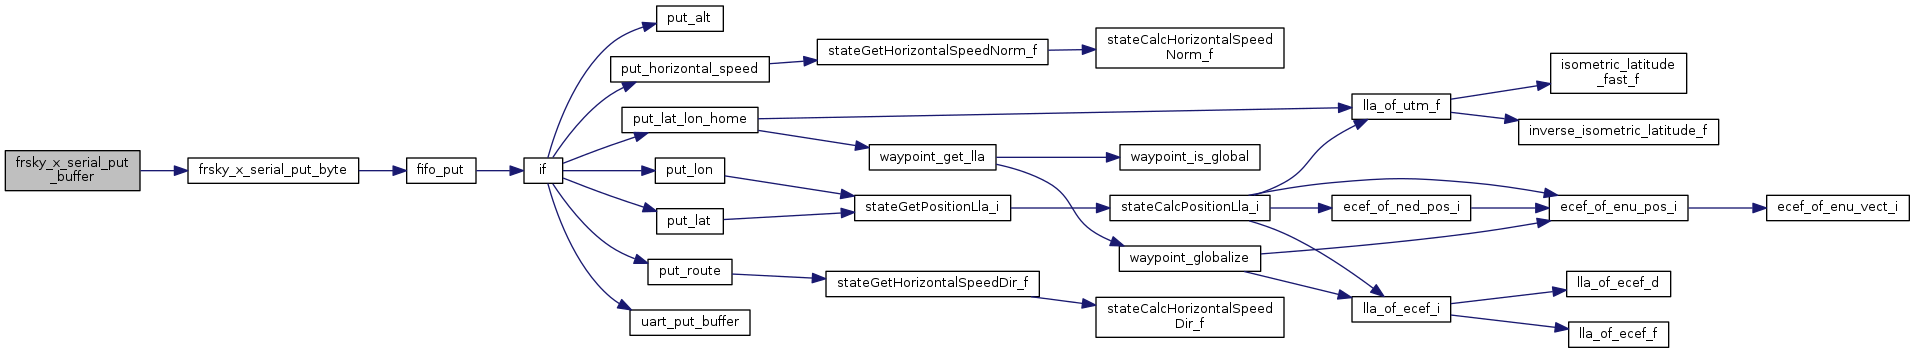 frsky_x_serial_put
_buffer
frsky_x_serial_put_byte
fifo_put
if
put_alt
put_horizontal_speed
put_lat_lon_home
put_lon
put_lat
put_route
uart_put_buffer
stateGetHorizontalSpeedNorm_f
waypoint_get_lla
stateGetPositionLla_i
stateGetHorizontalSpeedDir_f
stateCalcHorizontalSpeed
Norm_f
waypoint_is_global
stateCalcPositionLla_i
waypoint_globalize
stateCalcHorizontalSpeed
Dir_f
lla_of_utm_f
ecef_of_ned_pos_i
lla_of_ecef_i
isometric_latitude
_fast_f
inverse_isometric_latitude_f
ecef_of_enu_pos_i
lla_of_ecef_d
lla_of_ecef_f
ecef_of_enu_vect_i